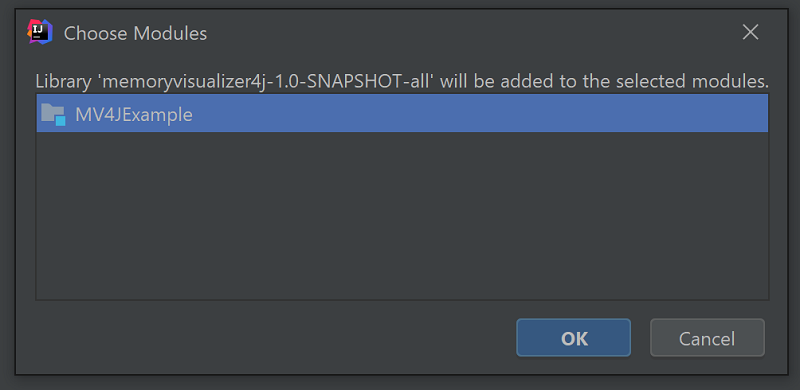 IJ
Choose Modules
Library 'memoryvisualizer4j-1.0-SNAPSHOT-all' will be added to the selected modules.
MV4JExample
OK
Cancel